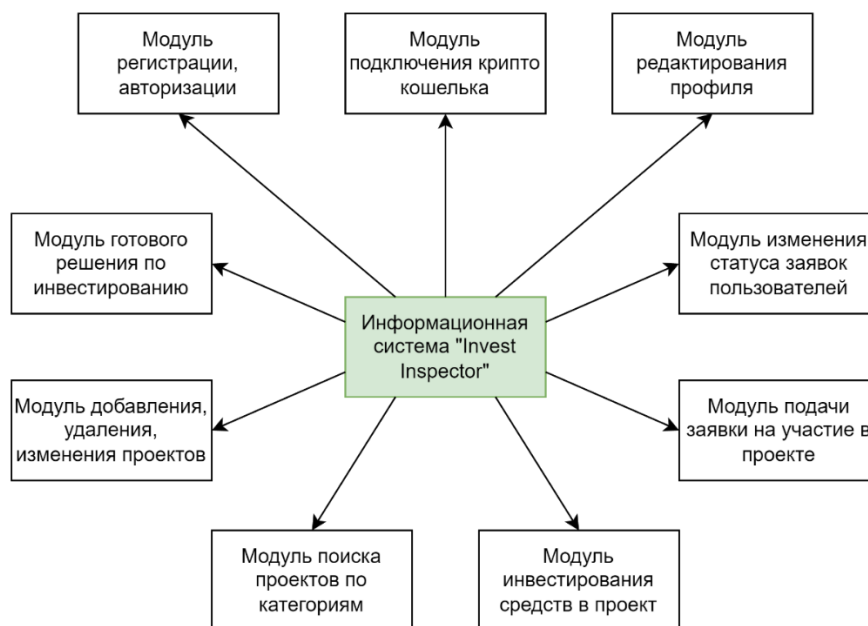 Модуль
регистрации,
авторизации
Модуль
подключения крипто
кошелька
Модуль
редактирования
профиля
Модуль готового
решения по
инвестированию
Модуль изменения
статуса заявок
пользователей
Информационная
система "Invest
Inspector"
Модуль добавления,
удаления,
изменения проектов
Модуль подачи
заявки на участие в
проекте
Модуль поиска
проектов по
категориям
Модуль
инвестирования
средств в проект